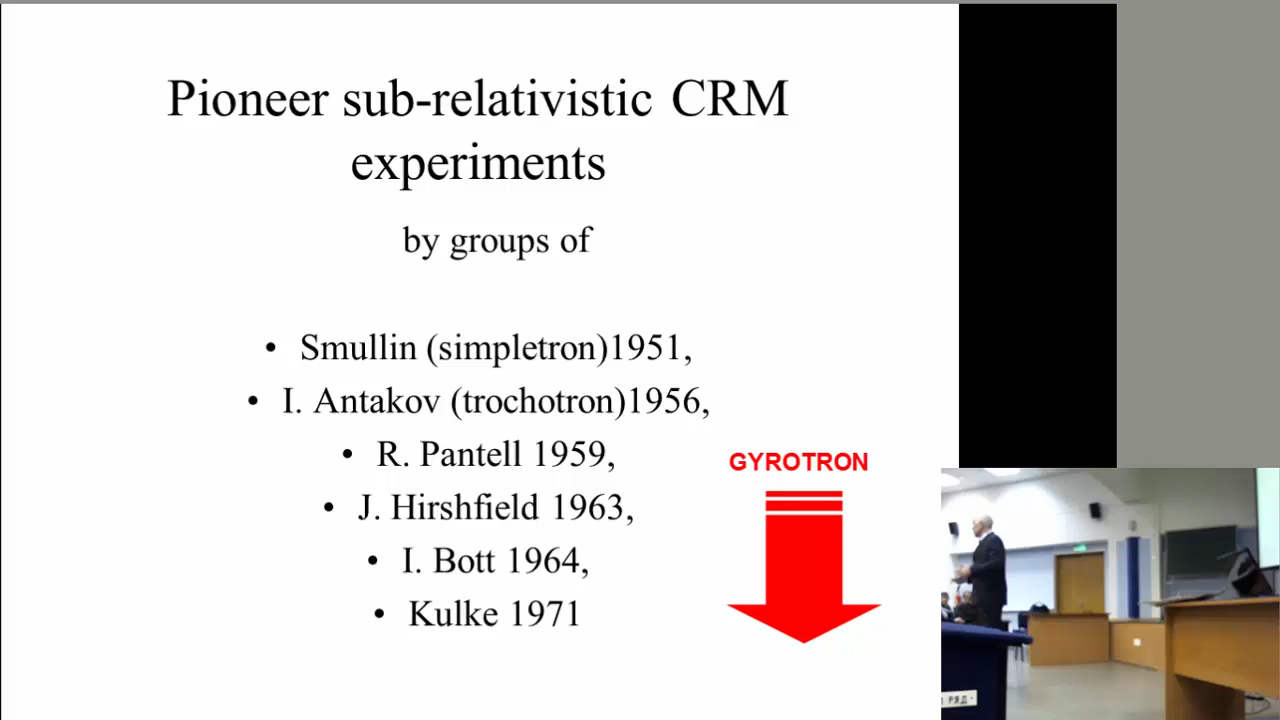 Pioneer sub-relativistic CRM
experiments
by groups of
• Smullin (simpletron)1951,
• I. Antakov (trochotron)1956,
• R. Pantell 1959,
• J. Hirshfield 1963,
• I. Bott 1964,
• Kulke 1971
GYROTRON
РЯД